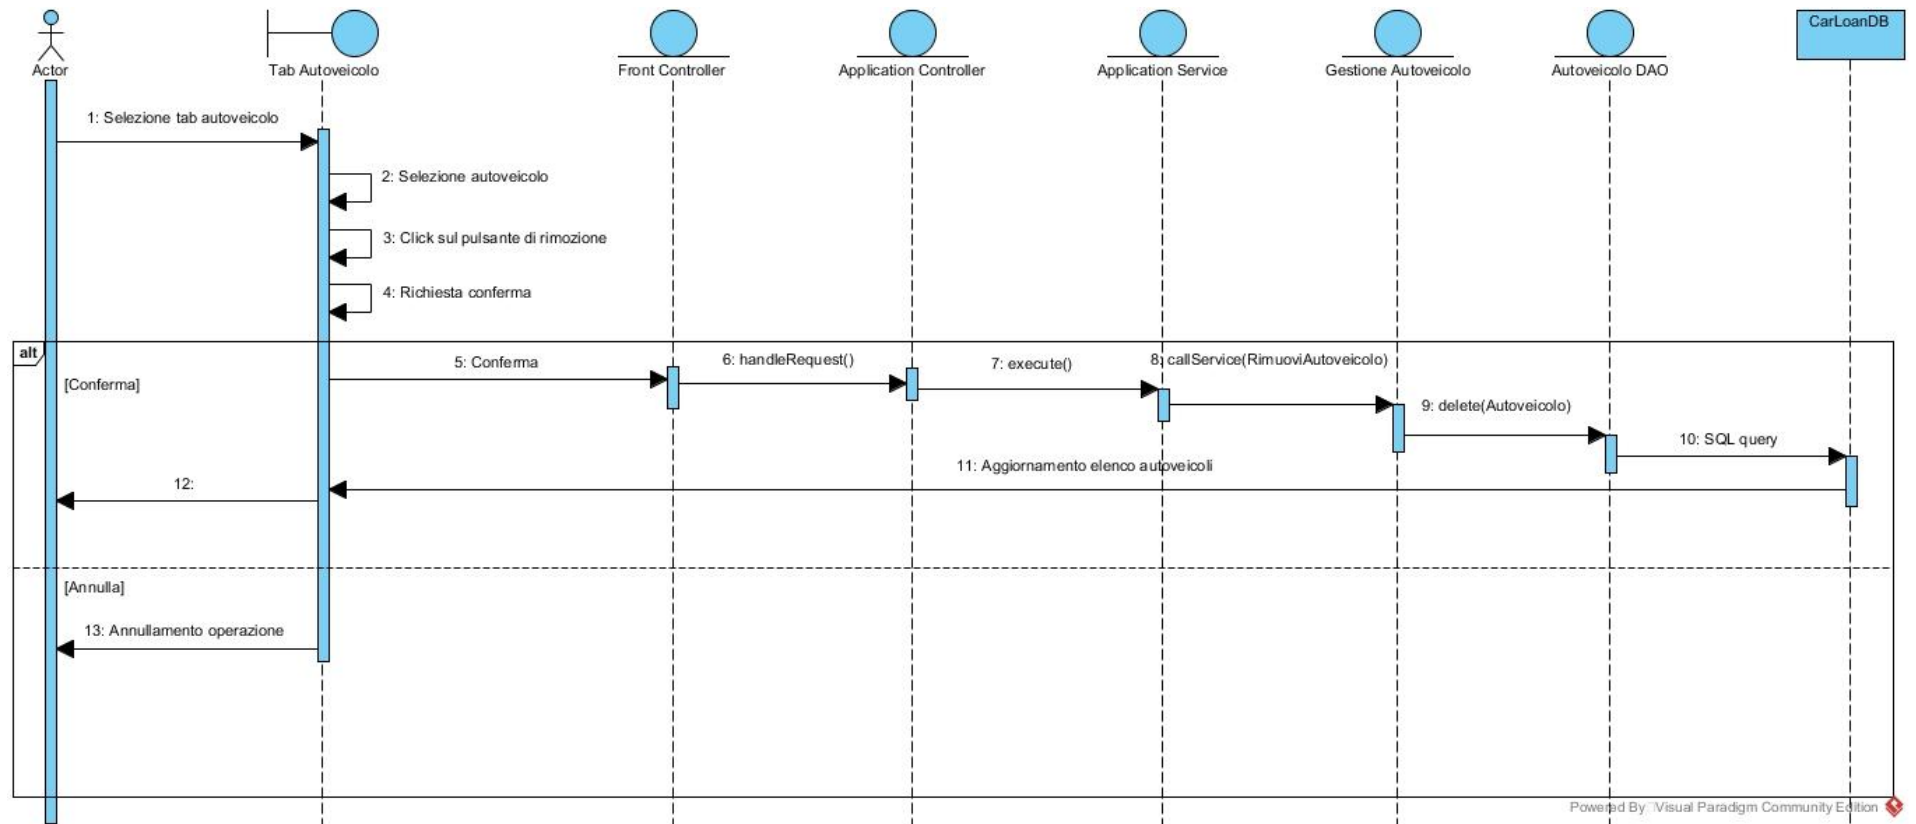 CarLoanDB
Actor
Tab Autoveicolo
Front Controller
Application Controller
Application Service
Gestione Autoveicolo
Autoveicolo DAO
1: Selezione tab autoveicolo
2: Selezione autoveicolo
3: Click sul pulsante di rimozione
4: Richiesta conferma
alt
[Conferma]
5: Conferma
6: handleRequest()
7: execute()
8: callService(RimuoviAutoveicolo)
9: delete(Autoveicolo)
10: SQL query
11: Aggiornamento elenco autoveicoli
12:
[Annulla]
13: Annullamento operazione
Powered By Visual Paradigm Community Edition